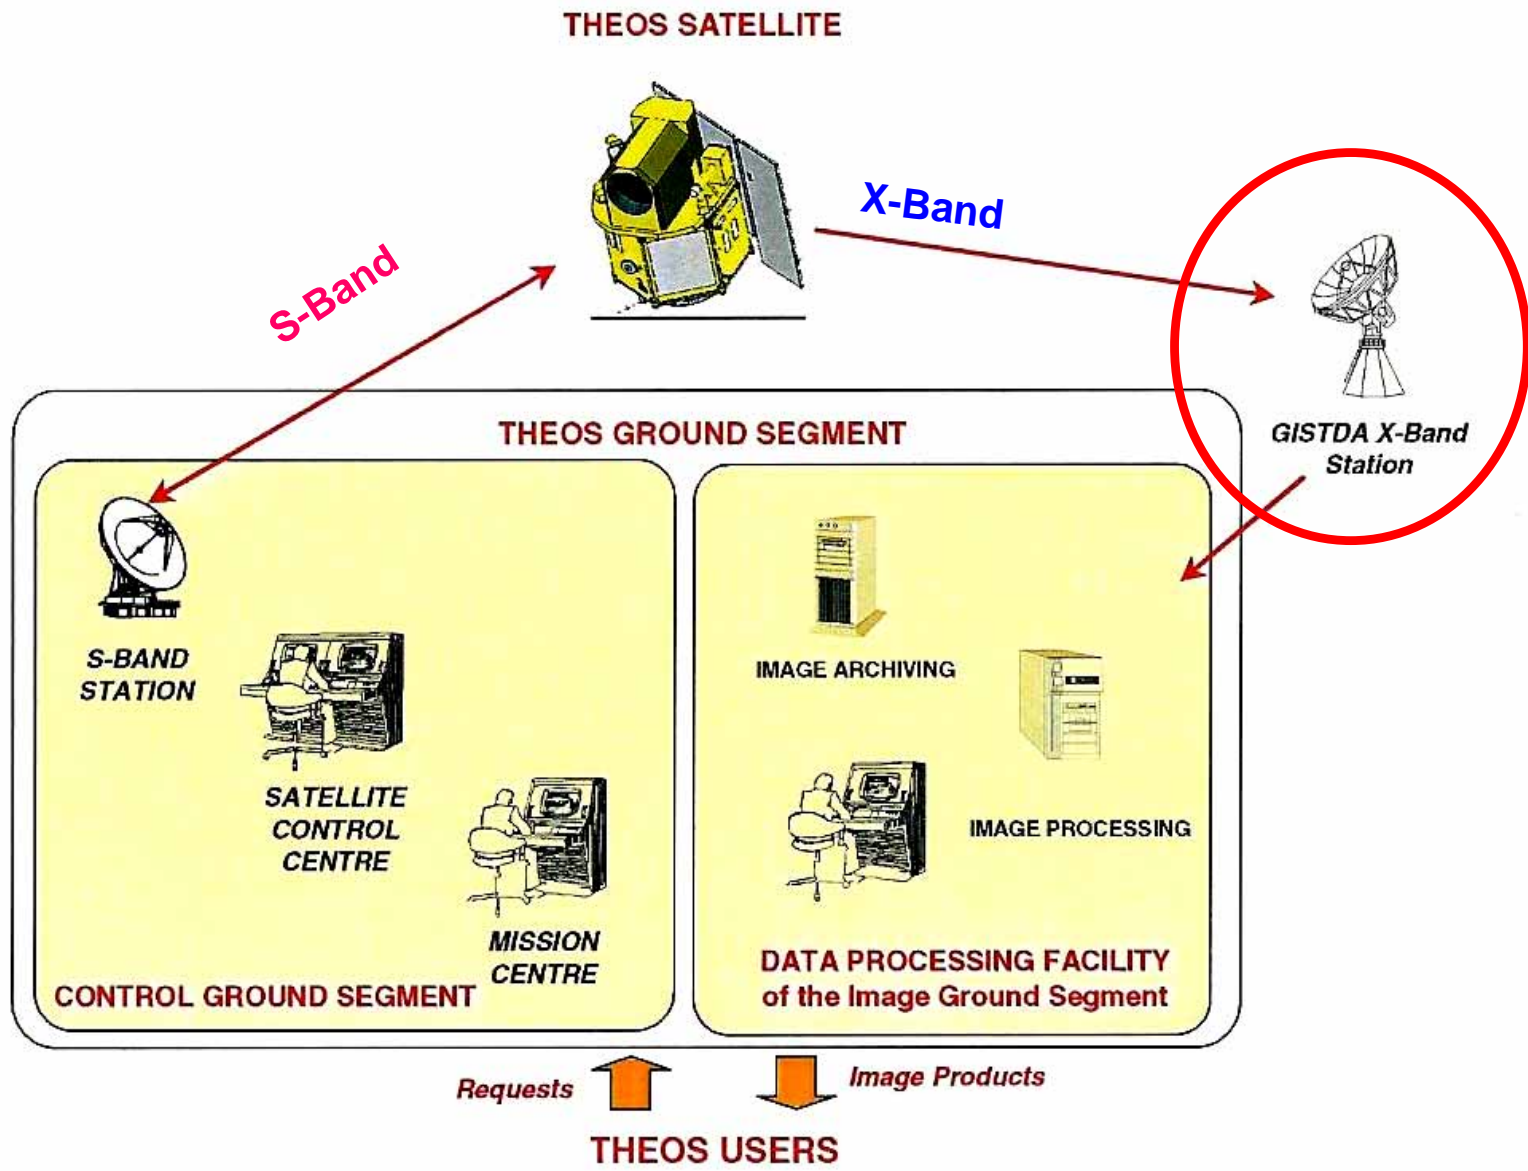 THEOS SATELLITE
X-Band
S-Band
THEOS GROUND SEGMENT
GISTDA X-Band
Station
S-BAND
STATION
SATELLITE
CONTROL
CENTRE
MISSION
CENTRE
CONTROL GROUND SEGMENT
IMAGE ARCHIVING
IMAGE PROCESSING
DATA PROCESSING FACILITY
of the Image Ground Segment
Requests
Image Products
THEOS USERS